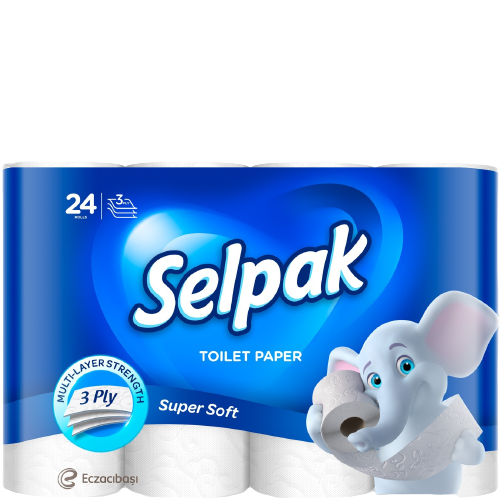 24
ROLLS
3
Selpak
TOILET PAPER
MULTI-LAYER STRENGTH
3 Ply
Super Soft
Eczacıbaşı